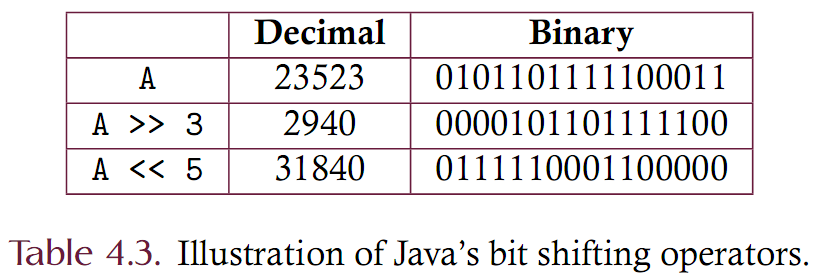 Decimal Binary
A 23523 0101101111100011
A >> 3 2940 0000101101111100
A << 5 31840 0111110001100000
Table 4.3. Illustration of Java's bit shifting operators.